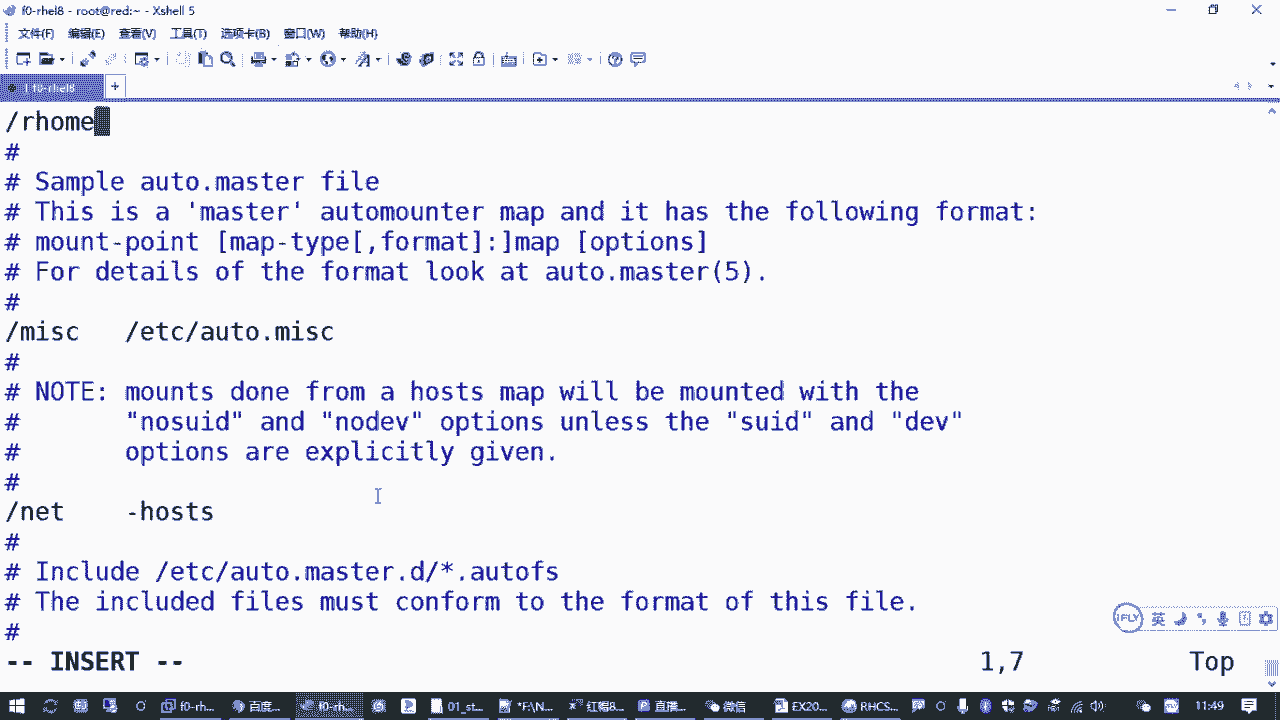 f0-rhel8 - root@red:~ - Xshell 5
文件(F) 编辑(E) 查看(V) 工具(T) 选项卡(B) 窗口(W) 帮助(H)
1 f0-rhel8 +
/rhome
#
# Sample auto.master file
# This is a 'master' automounter map and it has the following format:
# mount-point [map-type[,format]:]map [options]
# For details of the format look at auto.master(5).
#
/misc   /etc/auto.misc
#
# NOTE: mounts done from a hosts map will be mounted with the
#       "nosuid" and "nodev" options unless the "suid" and "dev"
#       options are explicitly given.
#
/net    -hosts
#
# Include /etc/auto.master.d/*.autofs
# The included files must conform to the format of this file.
#
iFLY 英
-- INSERT -- 1,7 Top
f0-rh... 百度... f0-rh... 01_st... *F:\N... 红帽8... 直播... 微信 EX20... RHCS... 英 11:49